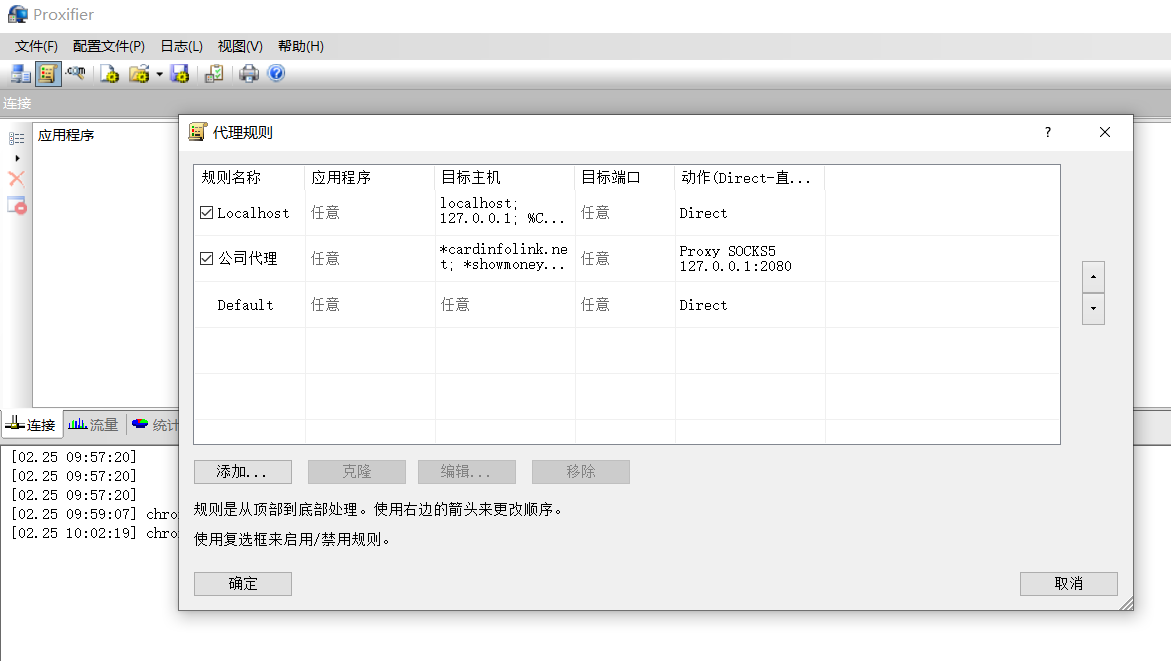 Proxifier
文件(F) 配置文件(P) 日志(L) 视图(V) 帮助(H)
连接
应用程序
代理规则
?
规则名称 应用程序 目标主机 目标端口 动作(Direct-直...
Localhost 任意 localhost; 127.0.0.1; %C... 任意 Direct
公司代理 任意 *cardinfolink.net; *showmoney... 任意 Proxy SOCKS5 127.0.0.1:2080
Default 任意 任意 任意 Direct
添加... 克隆 编辑... 移除
规则是从顶部到底部处理。使用右边的箭头来更改顺序。
使用复选框来启用/禁用规则。
确定 取消
连接 流量 统计
[02.25 09:57:20]
[02.25 09:57:20]
[02.25 09:57:20]
[02.25 09:59:07] chro
[02.25 10:02:19] chro